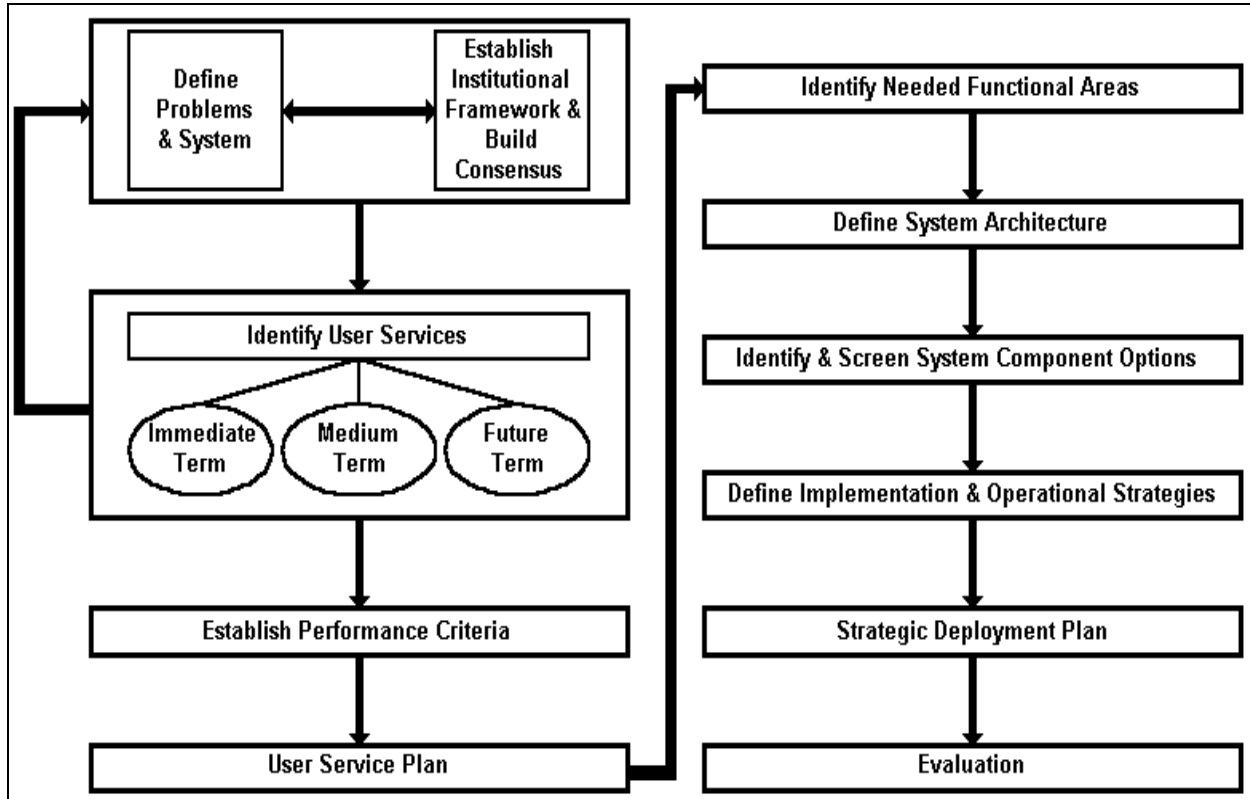 Define
Problems
& System
Establish
Institutional
Framework &
Build
Consensus
Identify User Services
Immediate
Term
Medium
Term
Future
Term
Establish Performance Criteria
User Service Plan
Identify Needed Functional Areas
Define System Architecture
Identify & Screen System Component Options
Define Implementation & Operational Strategies
Strategic Deployment Plan
Evaluation